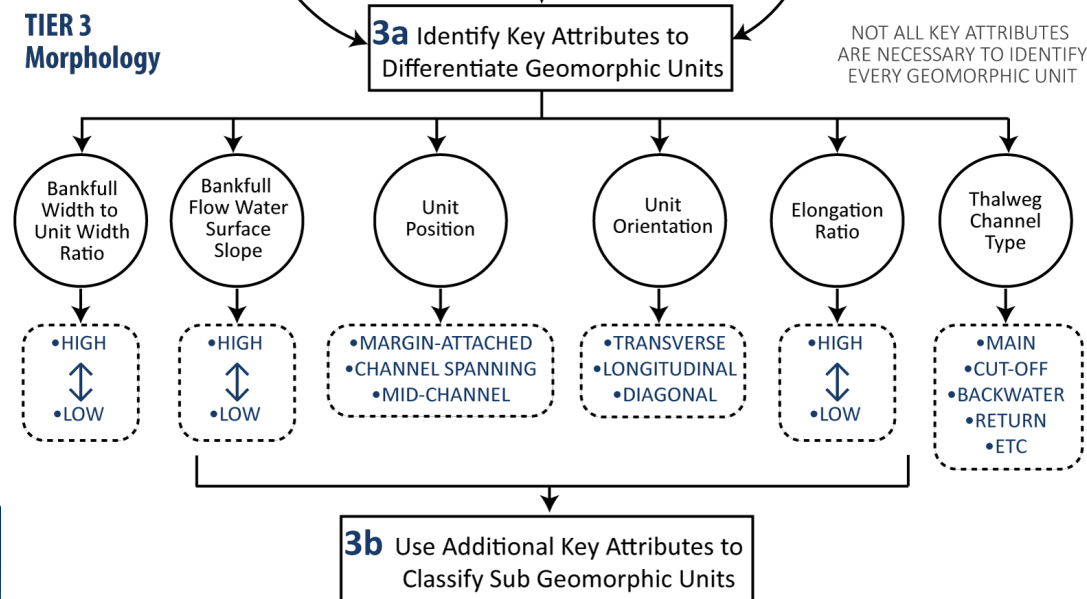 TIER 3
Morphology
3a Identify Key Attributes to
Differentiate Geomorphic Units
NOT ALL KEY ATTRIBUTES
ARE NECESSARY TO IDENTIFY
EVERY GEOMORPHIC UNIT
Bankfull
Width to
Unit Width
Ratio
Bankfull
Flow Water
Surface
Slope
Unit
Position
Unit
Orientation
Elongation
Ratio
Thalweg
Channel
Type
•HIGH
•LOW
•HIGH
•LOW
•MARGIN-ATTACHED
•CHANNEL SPANNING
•MID-CHANNEL
•TRANSVERSE
•LONGITUDINAL
•DIAGONAL
•HIGH
•LOW
•MAIN
•CUT-OFF
•BACKWATER
•RETURN
•ETC
3b Use Additional Key Attributes to
Classify Sub Geomorphic Units